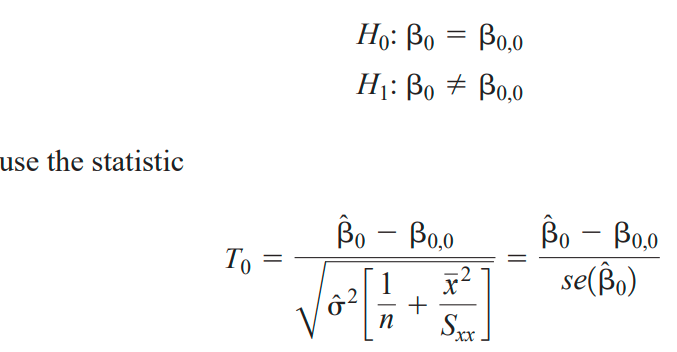 H₀: β₀ = β₀,₀
H₁: β₀ ≠ β₀,₀
use the statistic
T₀ = (β̂₀ − β₀,₀) / √(σ̂²[1/n + x̄²/Sₓₓ]) = (β̂₀ − β₀,₀) / se(β̂₀)